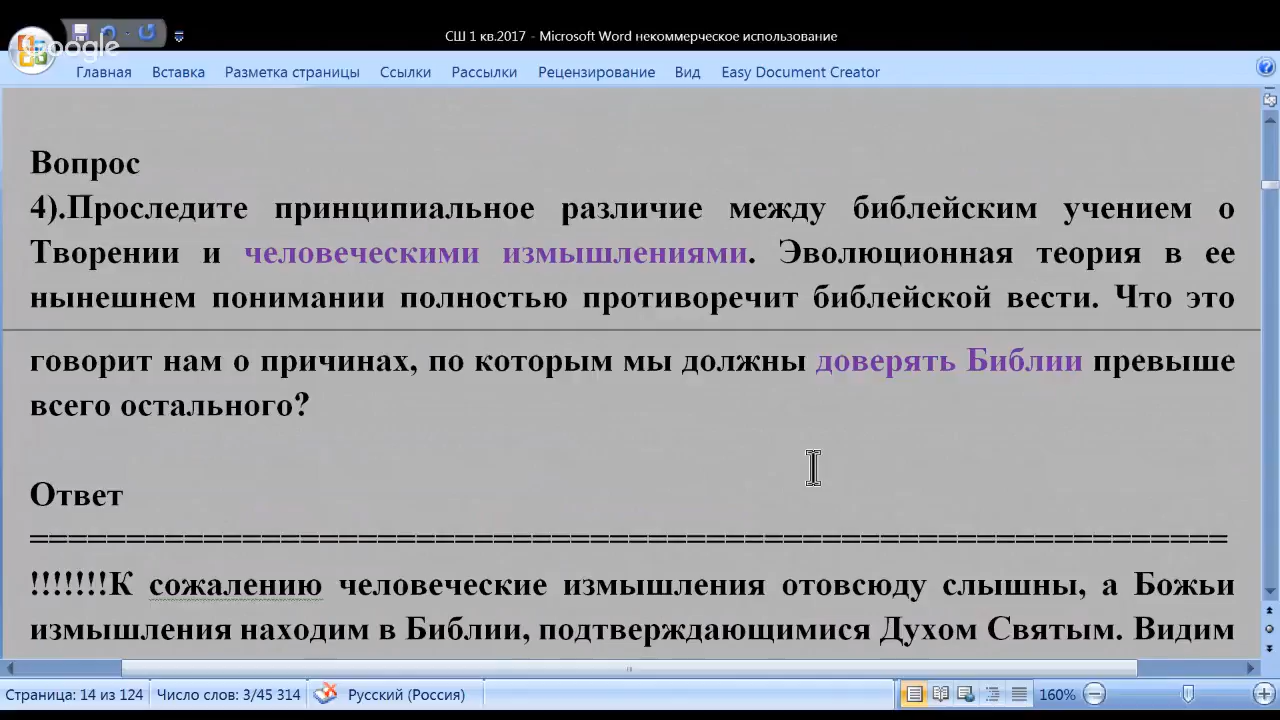 Google
СШ 1 кв.2017 - Microsoft Word некоммерческое использование
Главная Вставка Разметка страницы Ссылки Рассылки Рецензирование Вид Easy Document Creator
Вопрос
4).Проследите принципиальное различие между библейским учением о
Творении и человеческими измышлениями. Эволюционная теория в ее
нынешнем понимании полностью противоречит библейской вести. Что это
говорит нам о причинах, по которым мы должны доверять Библии превыше
всего остального?
Ответ
==============================================================
!!!!!!!К сожалению человеческие измышления отовсюду слышны, а Божьи
измышления находим в Библии, подтверждающимися Духом Святым. Видим
Страница: 14 из 124 Число слов: 3/45 314 Русский (Россия) 160%